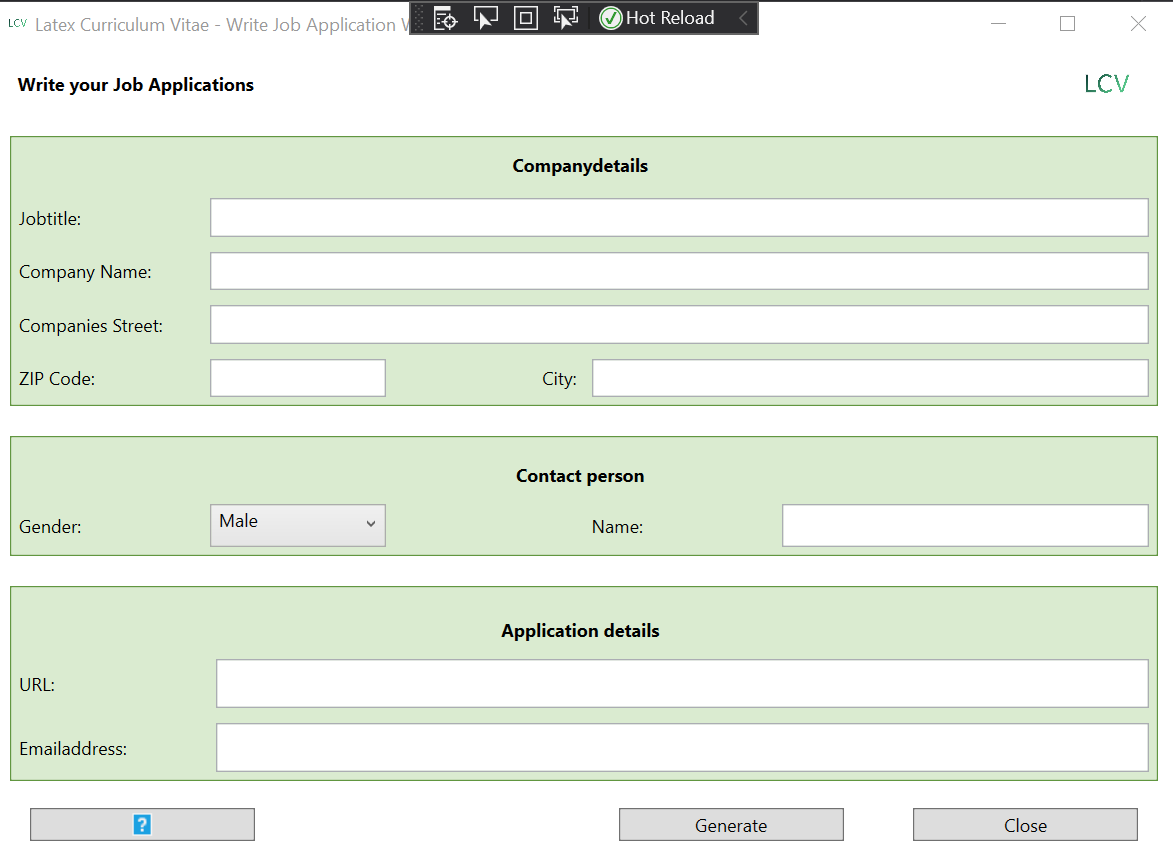 LCV Latex Curriculum Vitae - Write Job Application
Hot Reload
Write your Job Applications
LCV
Companydetails
Jobtitle:
Company Name:
Companies Street:
ZIP Code: City:
Contact person
Gender: Male Name:
Application details
URL:
Emailaddress:
? Generate Close